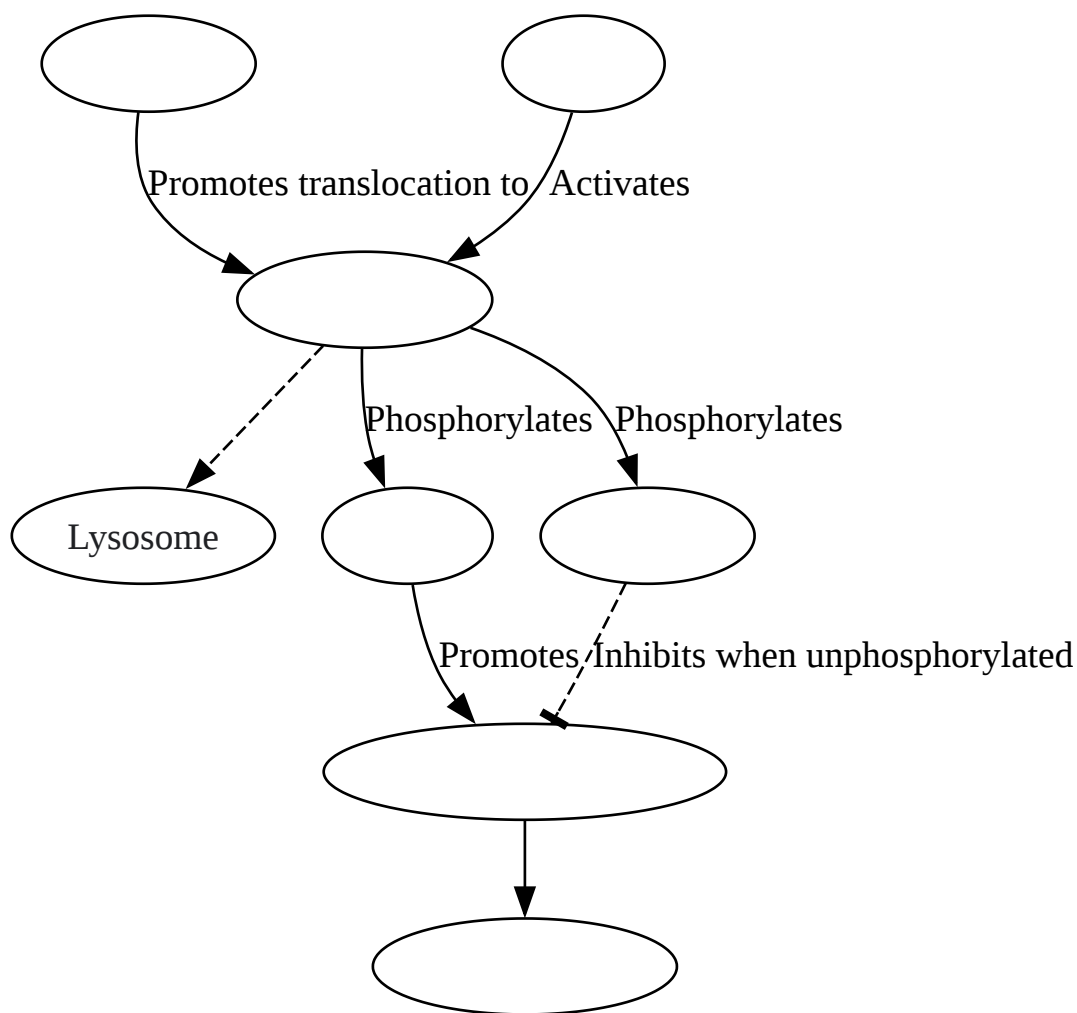 Promotes translocation to
Activates
Phosphorylates
Phosphorylates
Lysosome
Promotes
Inhibits when unphosphorylated